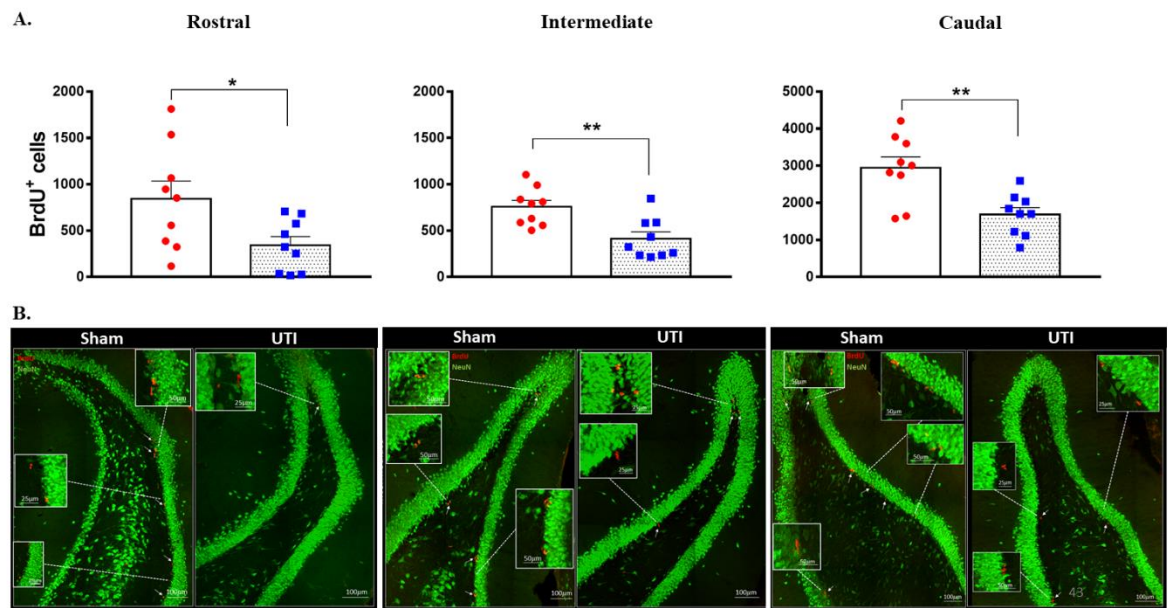 A.
Rostral
Intermediate
Caudal
BrdU+ cells
2000
1500
1000
500
0
*
2000
1500
1000
500
0
**
5000
4000
3000
2000
1000
0
**
B.
Sham
UTI
Sham
UTI
Sham
UTI
BrdU
NeuN
50μm
25μm
25μm
100μm
100μm
BrdU
NeuN
50μm
50μm
50μm
25μm
100μm
100μm
BrdU
NeuN
50μm
50μm
50μm
50μm
100μm
25μm
25μm
43
100μm